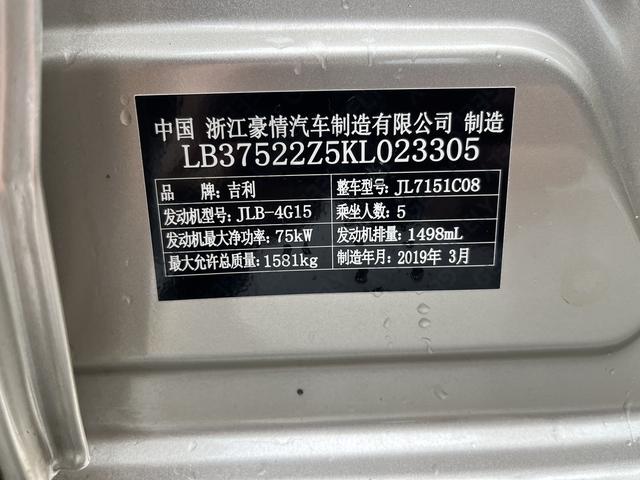 中国 浙江豪情汽车制造有限公司 制造
LB37522Z5KL023305
品 牌: 吉利 整车型号: JL7151C08
发动机型号: JLB-4G15 乘坐人数: 5
发动机最大净功率: 75kW 发动机排量: 1498mL
最大允许总质量: 1581kg 制造年月: 2019年 3月